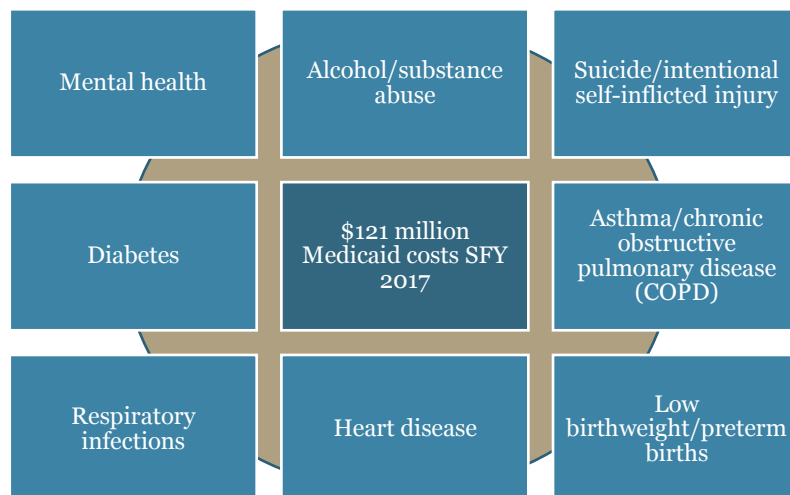 Mental health
Alcohol/substance
abuse
Suicide/intentional
self-inflicted injury
Diabetes
$121 million
Medicaid costs SFY
2017
Asthma/chronic
obstructive
pulmonary disease
(COPD)
Respiratory
infections
Heart disease
Low
birthweight/preterm
births